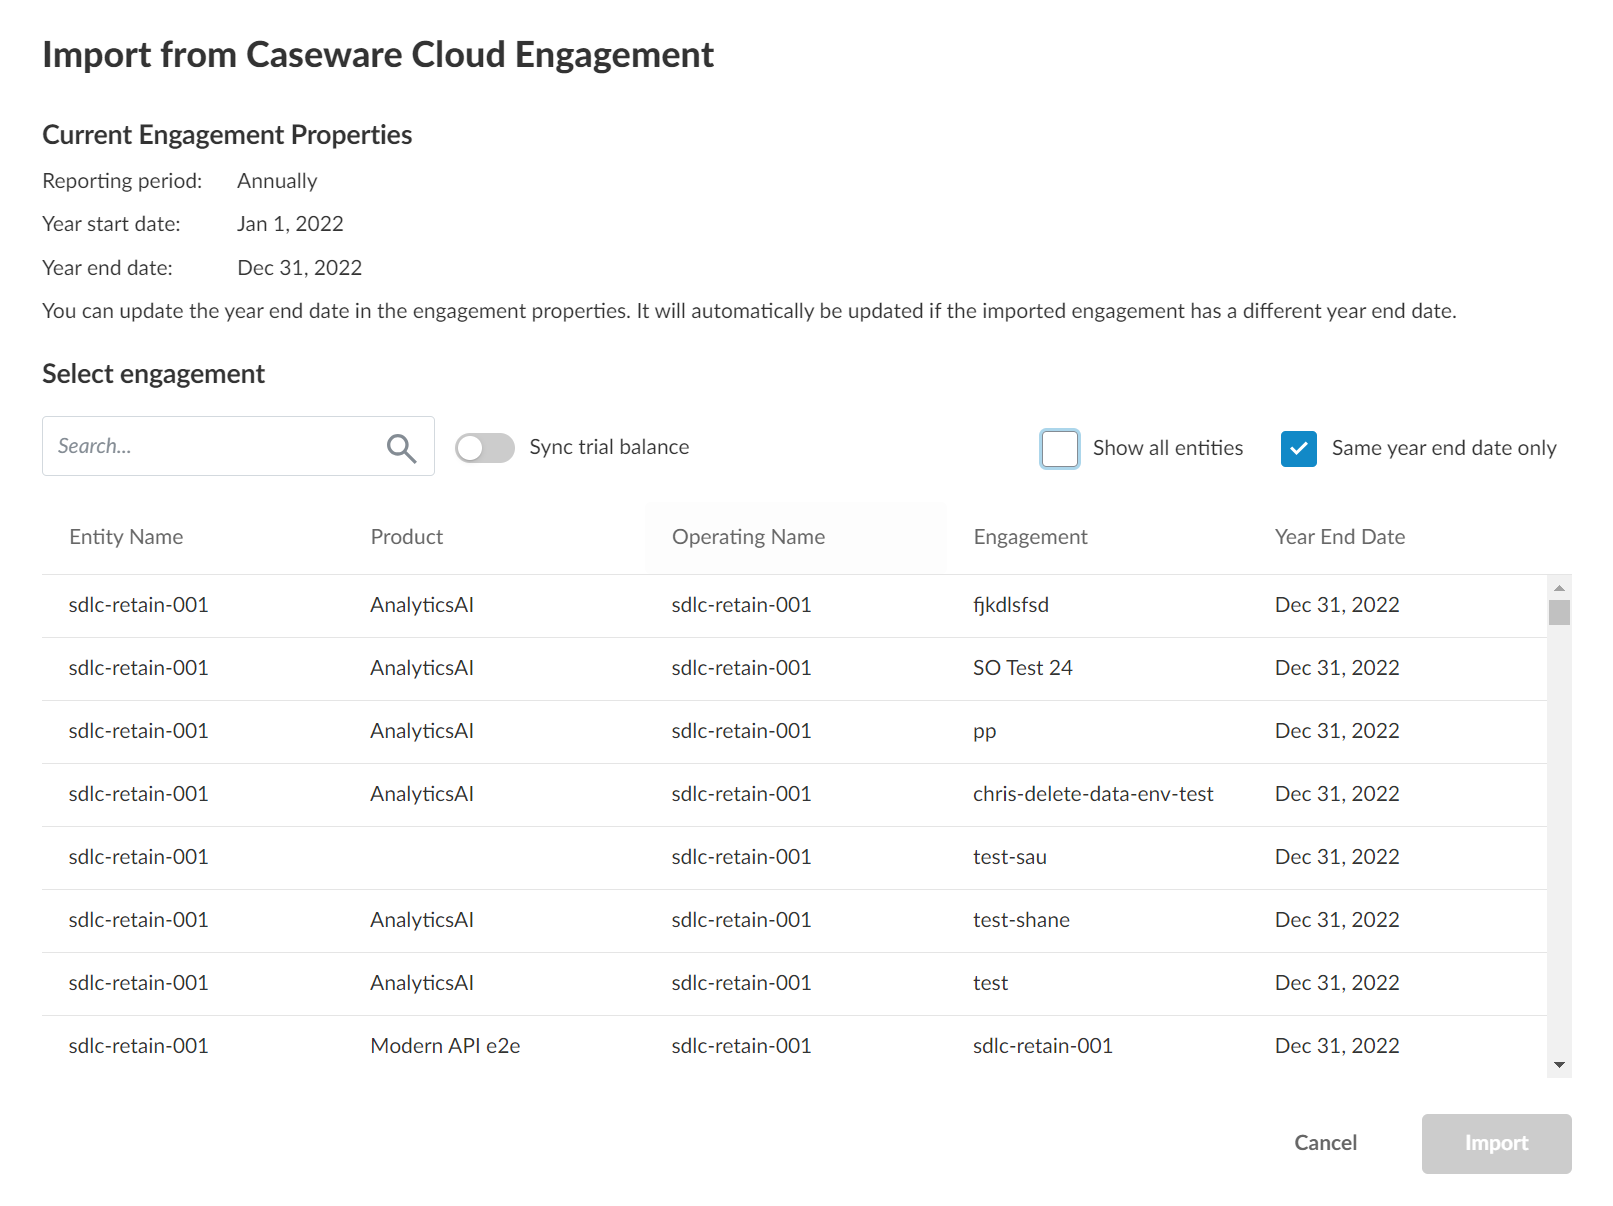 Import from Caseware Cloud Engagement
Current Engagement Properties
Reporting period: Annually
Year start date: Jan 1, 2022
Year end date: Dec 31, 2022
You can update the year end date in the engagement properties. It will automatically be updated if the imported engagement has a different year end date.
Select engagement
Search... Sync trial balance Show all entities Same year end date only
Entity Name Product Operating Name Engagement Year End Date
sdlc-retain-001 AnalyticsAI sdlc-retain-001 fjkdlsfsd Dec 31, 2022
sdlc-retain-001 AnalyticsAI sdlc-retain-001 SO Test 24 Dec 31, 2022
sdlc-retain-001 AnalyticsAI sdlc-retain-001 pp Dec 31, 2022
sdlc-retain-001 AnalyticsAI sdlc-retain-001 chris-delete-data-env-test Dec 31, 2022
sdlc-retain-001 sdlc-retain-001 test-sau Dec 31, 2022
sdlc-retain-001 AnalyticsAI sdlc-retain-001 test-shane Dec 31, 2022
sdlc-retain-001 AnalyticsAI sdlc-retain-001 test Dec 31, 2022
sdlc-retain-001 Modern API e2e sdlc-retain-001 sdlc-retain-001 Dec 31, 2022
Cancel Import